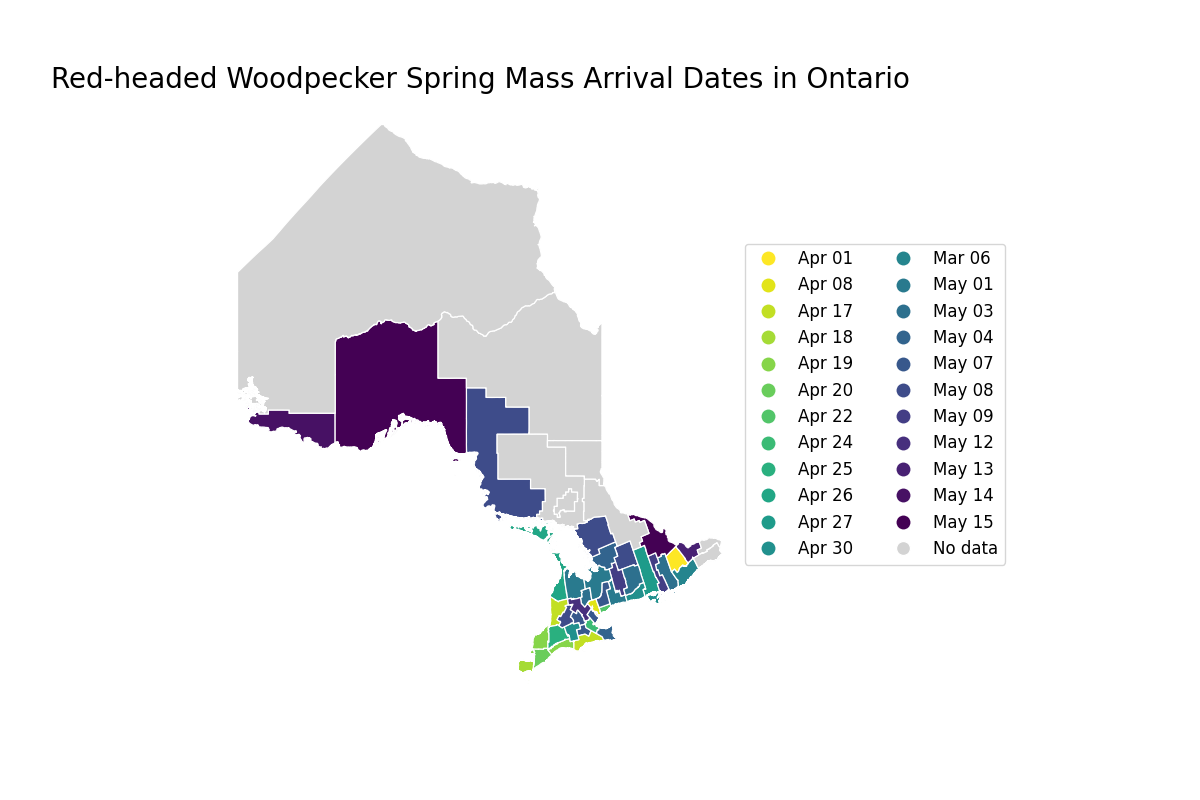 Red-headed Woodpecker Spring Mass Arrival Dates in Ontario
Apr 01
Apr 08
Apr 17
Apr 18
Apr 19
Apr 20
Apr 22
Apr 24
Apr 25
Apr 26
Apr 27
Apr 30
Mar 06
May 01
May 03
May 04
May 07
May 08
May 09
May 12
May 13
May 14
May 15
No data